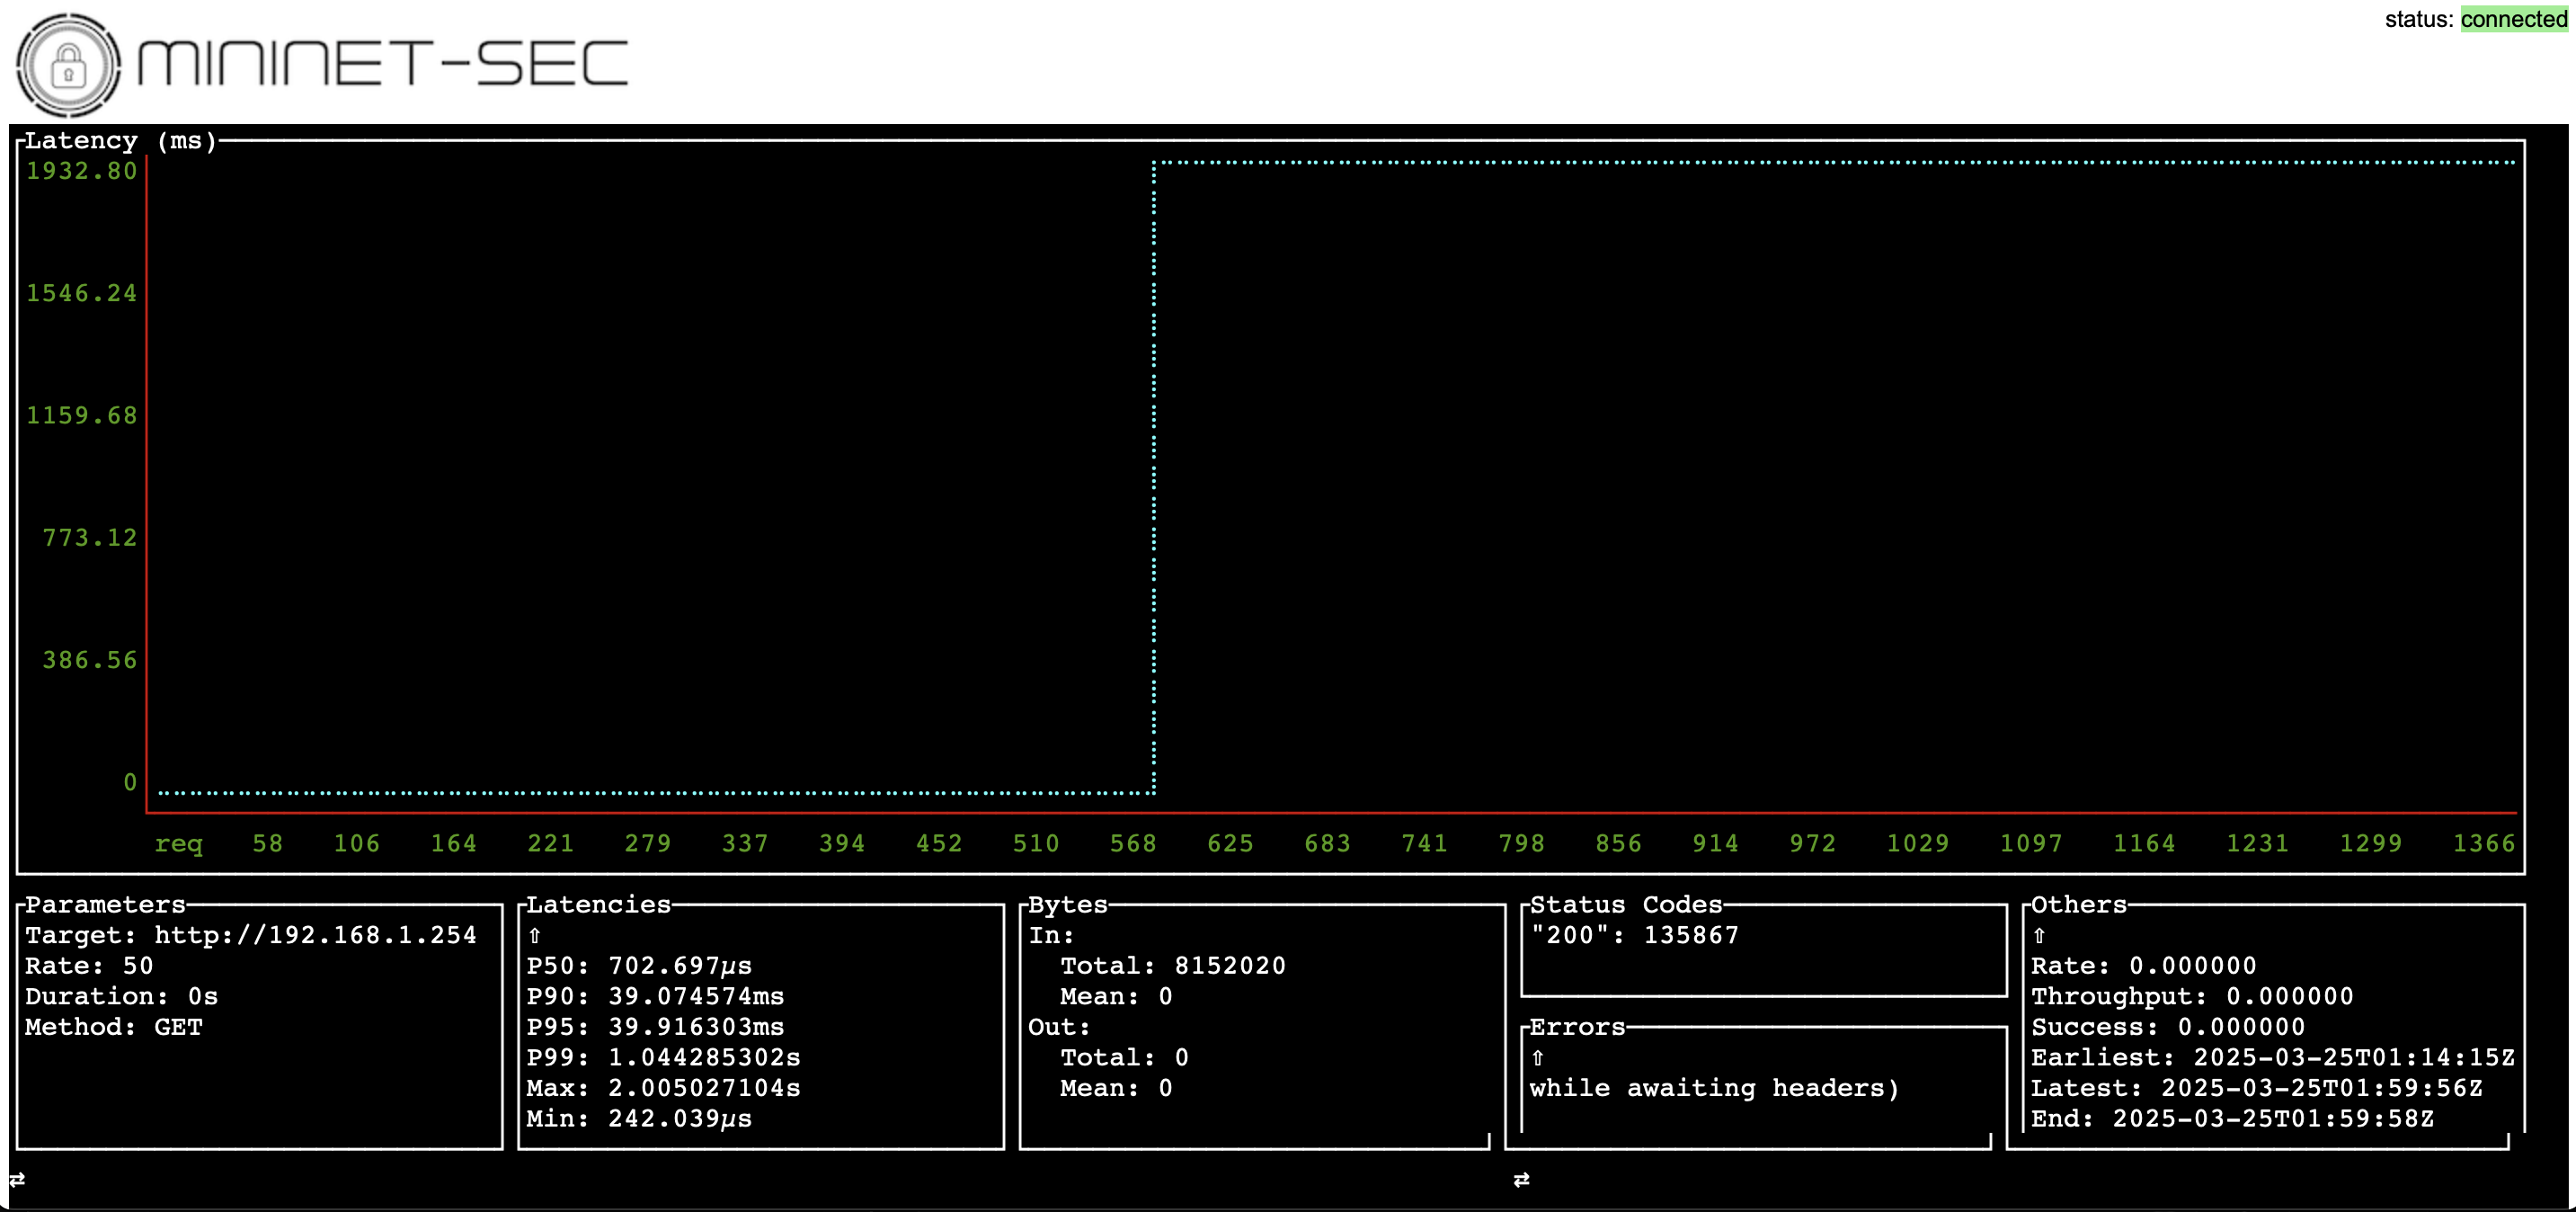 MININET-SEC
status: connected
Latency (ms)
1932.80
1546.24
1159.68
773.12
386.56
0
req 58 106 164 221 279 337 394 452 510 568 625 683 741 798 856 914 972 1029 1097 1164 1231 1299 1366
Parameters
Target: http://192.168.1.254
Rate: 50
Duration: 0s
Method: GET
Latencies
⇧
P50: 702.697µs
P90: 39.074574ms
P95: 39.916303ms
P99: 1.044285302s
Max: 2.005027104s
Min: 242.039µs
Bytes
In:
Total: 8152020
Mean: 0
Out:
Total: 0
Mean: 0
Status Codes
"200": 135867
Errors
⇧
while awaiting headers)
Others
⇧
Rate: 0.000000
Throughput: 0.000000
Success: 0.000000
Earliest: 2025-03-25T01:14:15Z
Latest: 2025-03-25T01:59:56Z
End: 2025-03-25T01:59:58Z
⇄ ⇄